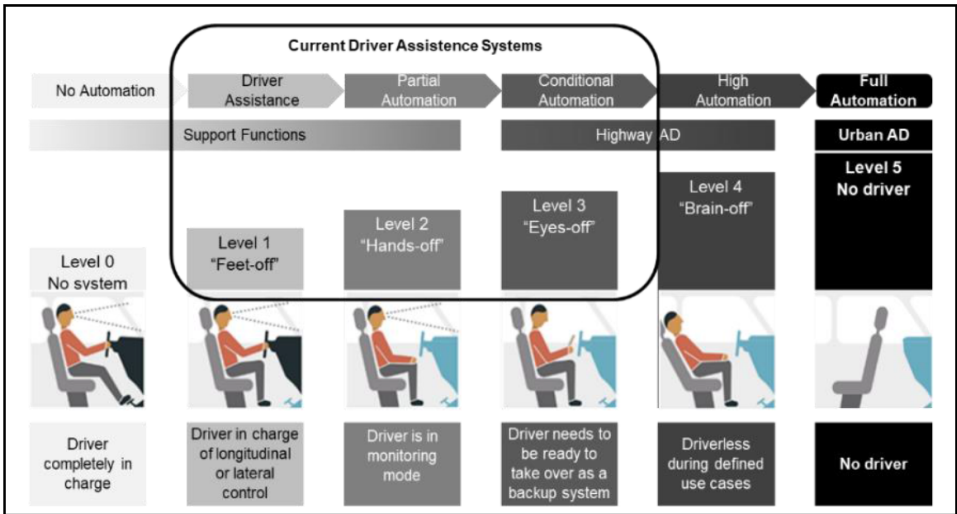 Current Driver Assistence Systems
No Automation
Driver
Assistance
Partial
Automation
Conditional
Automation
High
Automation
Full
Automation
Support Functions
Highway AD
Urban AD
Level 0
No system
Level 1
“Feet-off”
Level 2
“Hands-off”
Level 3
“Eyes-off”
Level 4
“Brain-off”
Level 5
No driver
Driver
completely in
charge
Driver in charge
of longitudinal
or lateral
control
Driver is in
monitoring
mode
Driver needs to
be ready to
take over as a
backup system
Driverless
during defined
use cases
No driver